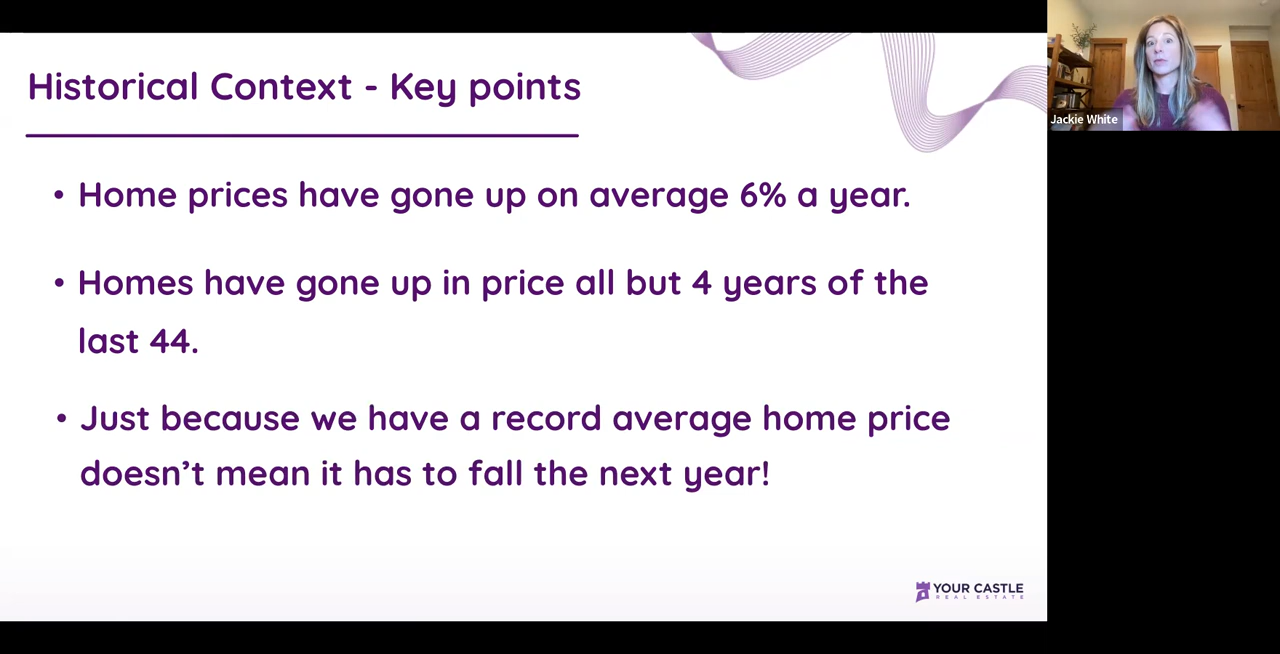 Historical Context - Key points
• Home prices have gone up on average 6% a year.
• Homes have gone up in price all but 4 years of the
last 44.
• Just because we have a record average home price
doesn’t mean it has to fall the next year!
YOUR CASTLE
REAL ESTATE
Jackie White